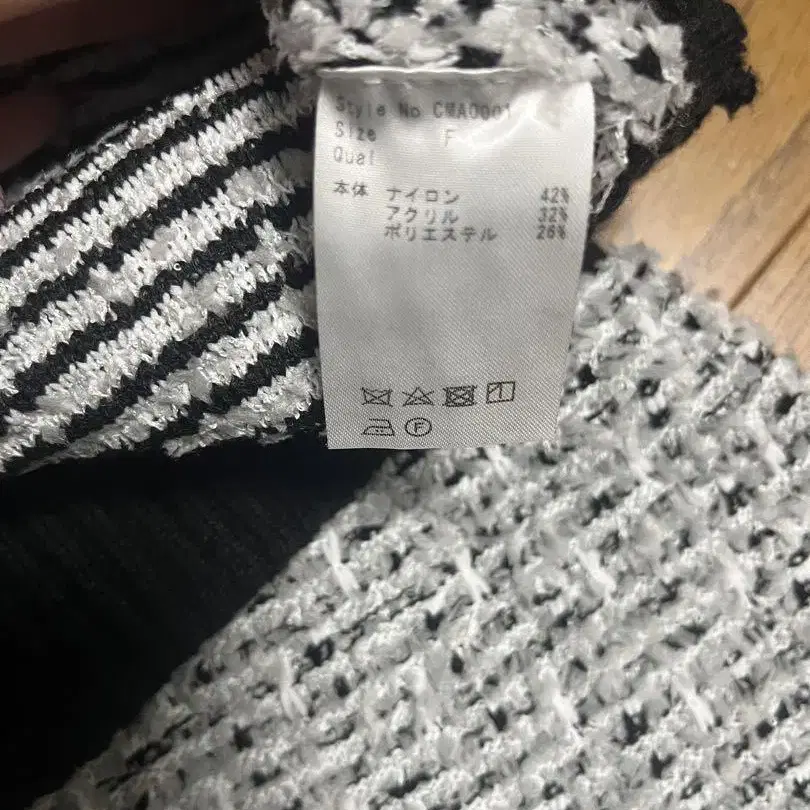 Style No CMA0001
Size F
Qual
本体 ナイロン 42%
アクリル 32%
ポリエステル 26%
F